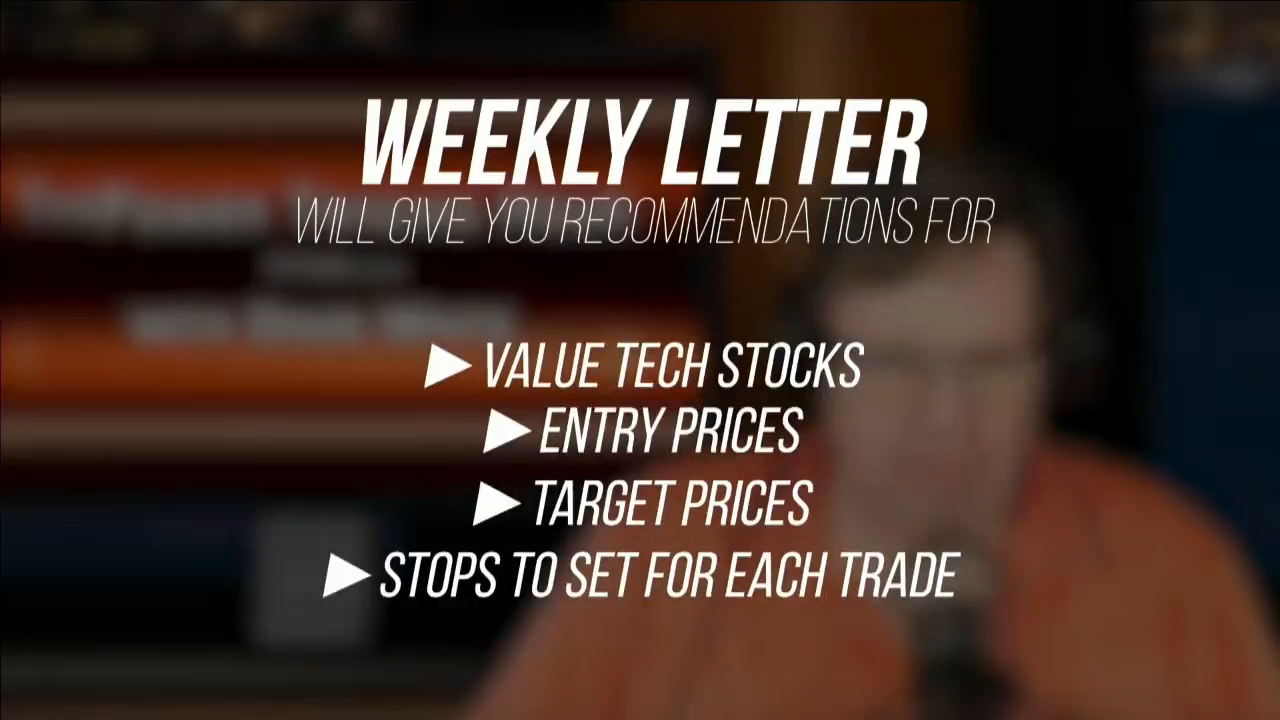 WEEKLY LETTER
WILL GIVE YOU RECOMMENDATIONS FOR
▶ VALUE TECH STOCKS
▶ ENTRY PRICES
▶ TARGET PRICES
▶ STOPS TO SET FOR EACH TRADE